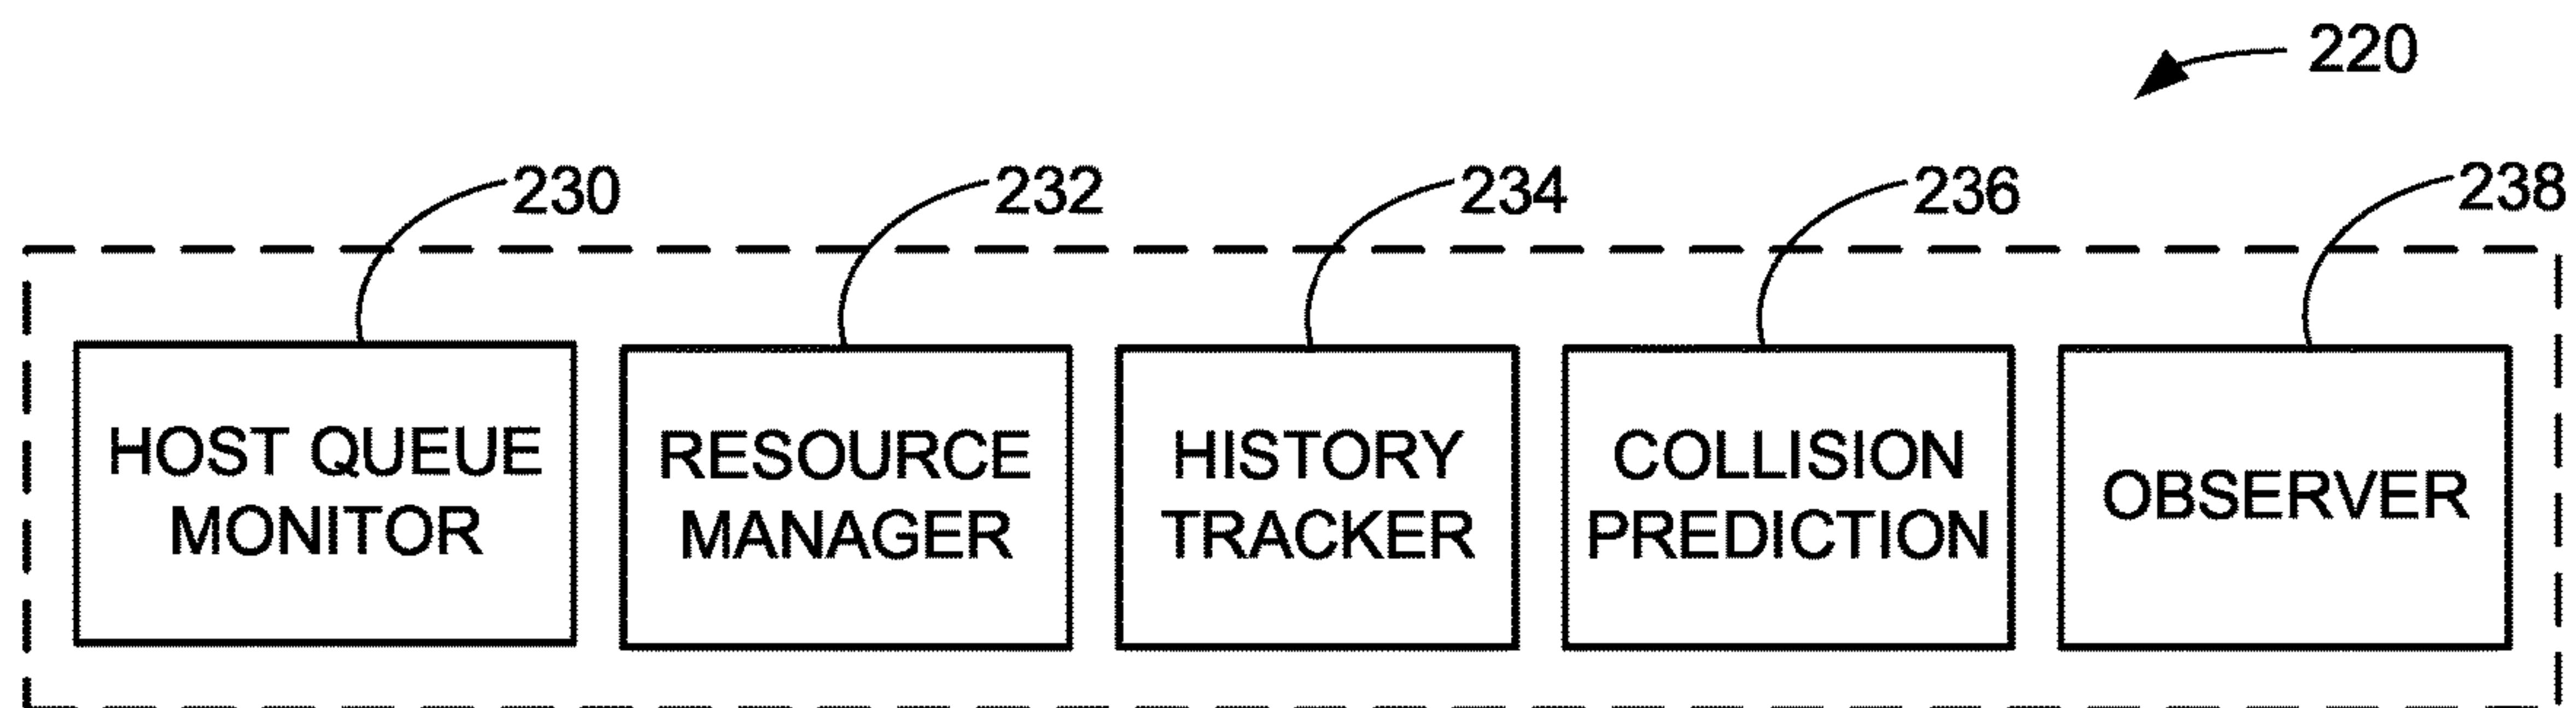 220
230
232
234
236
238
HOST QUEUE
MONITOR
RESOURCE
MANAGER
HISTORY
TRACKER
COLLISION
PREDICTION
OBSERVER